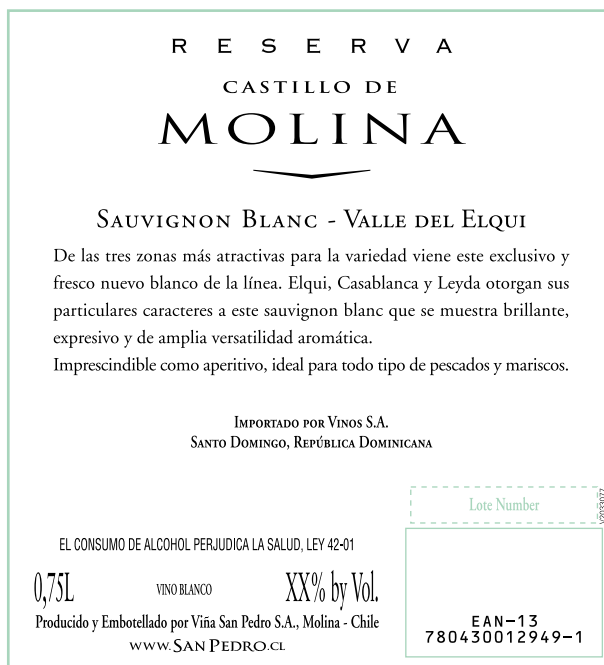 RESERVA
CASTILLO DE
MOLINA
SAUVIGNON BLANC - VALLE DEL ELQUI
De las tres zonas más atractivas para la variedad viene este exclusivo y
fresco nuevo blanco de la línea. Elqui, Casablanca y Leyda otorgan sus
particulares caracteres a este sauvignon blanc que se muestra brillante,
expresivo y de amplia versatilidad aromática.
Imprescindible como aperitivo, ideal para todo tipo de pescados y mariscos.
IMPORTADO POR VINOS S.A.
SANTO DOMINGO, REPÚBLICA DOMINICANA
Lote Number
V2033077
EL CONSUMO DE ALCOHOL PERJUDICA LA SALUD, LEY 42-01
0,75L VINO BLANCO XX% by Vol.
Producido y Embotellado por Viña San Pedro S.A., Molina - Chile
WWW.SANPEDRO.CL
EAN-13
780430012949-1